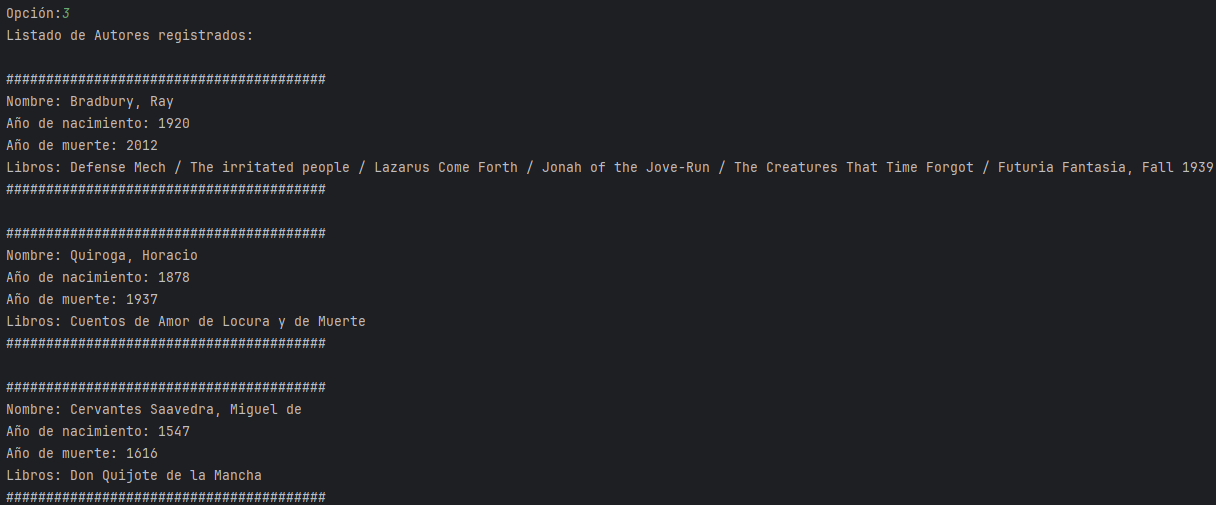 Opción:3
Listado de Autores registrados:
########################################
Nombre: Bradbury, Ray
Año de nacimiento: 1920
Año de muerte: 2012
Libros: Defense Mech / The irritated people / Lazarus Come Forth / Jonah of the Jove-Run / The Creatures That Time Forgot / Futuria Fantasia, Fall 1939
########################################
########################################
Nombre: Quiroga, Horacio
Año de nacimiento: 1878
Año de muerte: 1937
Libros: Cuentos de Amor de Locura y de Muerte
########################################
########################################
Nombre: Cervantes Saavedra, Miguel de
Año de nacimiento: 1547
Año de muerte: 1616
Libros: Don Quijote de la Mancha
########################################